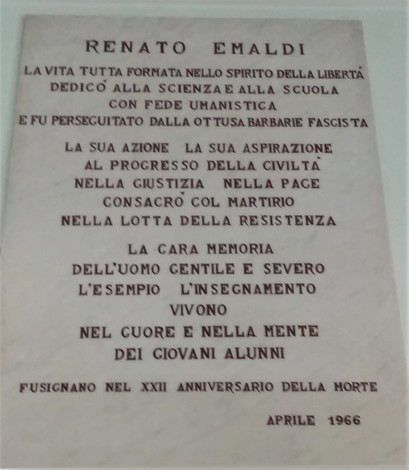 RENATO EMALDI
LA VITA TUTTA FORMATA NELLO SPIRITO DELLA LIBERTÀ
DEDICÒ ALLA SCIENZA E ALLA SCUOLA
CON FEDE UMANISTICA
E FU PERSEGUITATO DALLA OTTUSA BARBARIE FASCISTA
LA SUA AZIONE LA SUA ASPIRAZIONE
AL PROGRESSO DELLA CIVILTÀ
NELLA GIUSTIZIA NELLA PACE
CONSACRÒ COL MARTIRIO
NELLA LOTTA DELLA RESISTENZA
LA CARA MEMORIA
DELL'UOMO GENTILE E SEVERO
L'ESEMPIO L'INSEGNAMENTO
VIVONO
NEL CUORE E NELLA MENTE
DEI GIOVANI ALUNNI
FUSIGNANO NEL XXII ANNIVERSARIO DELLA MORTE
APRILE 1966